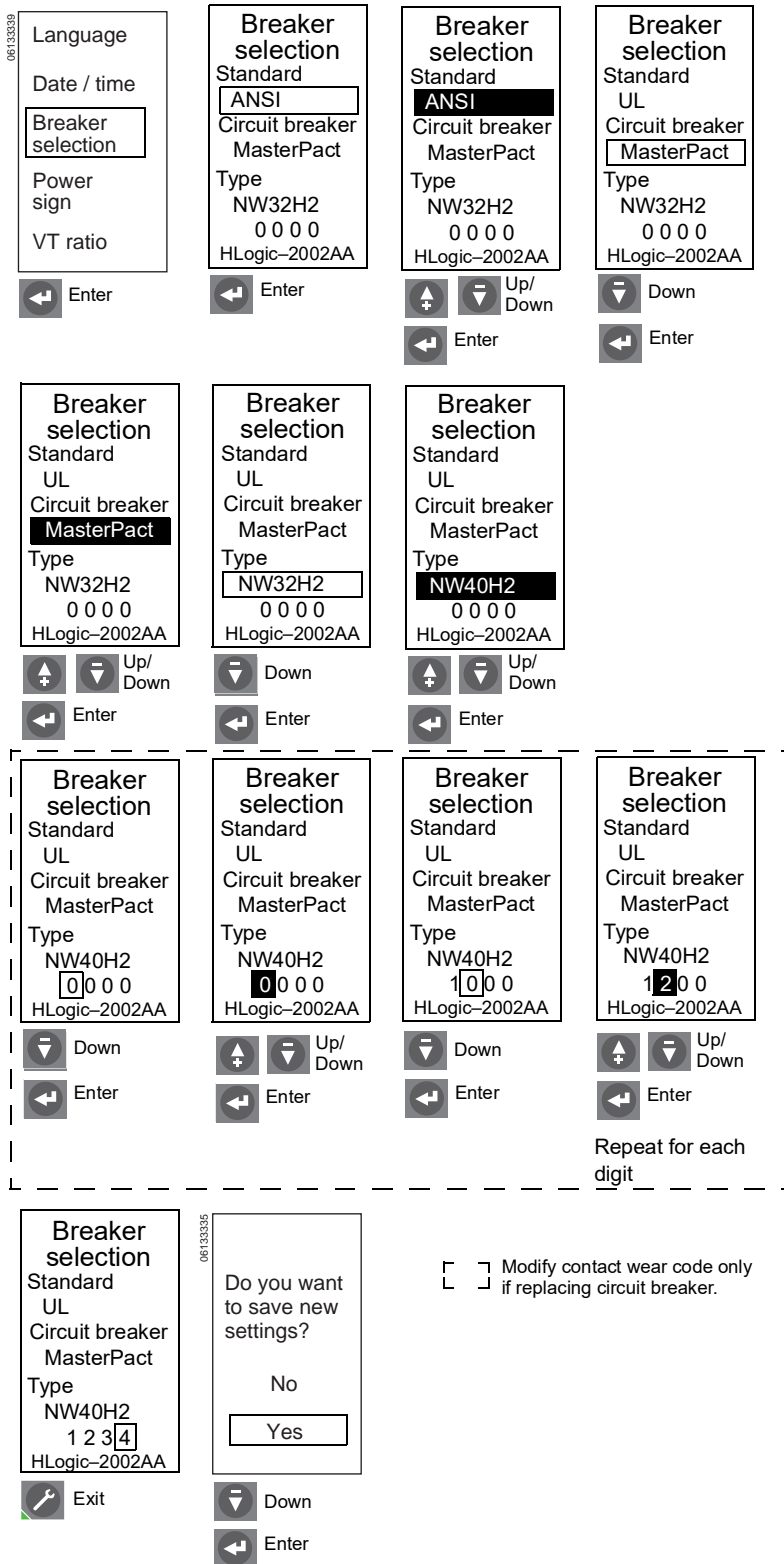 06133339
Language
Date / time
Breaker
selection
Power
sign
VT ratio
Enter
Breaker
selection
Standard
ANSI
Circuit breaker
MasterPact
Type
NW32H2
0 0 0 0
HLogic–2002AA
Enter
Breaker
selection
Standard
ANSI
Circuit breaker
MasterPact
Type
NW32H2
0 0 0 0
HLogic–2002AA
Up/
Down
Enter
Breaker
selection
Standard
UL
Circuit breaker
MasterPact
Type
NW32H2
0 0 0 0
HLogic–2002AA
Down
Enter
Breaker
selection
Standard
UL
Circuit breaker
MasterPact
Type
NW32H2
0 0 0 0
HLogic–2002AA
Up/
Down
Enter
Breaker
selection
Standard
UL
Circuit breaker
MasterPact
Type
NW32H2
0 0 0 0
HLogic–2002AA
Down
Enter
Breaker
selection
Standard
UL
Circuit breaker
MasterPact
Type
NW40H2
0 0 0 0
HLogic–2002AA
Up/
Down
Enter
Breaker
selection
Standard
UL
Circuit breaker
MasterPact
Type
NW40H2
0 0 0 0
HLogic–2002AA
Down
Enter
Breaker
selection
Standard
UL
Circuit breaker
MasterPact
Type
NW40H2
0 0 0 0
HLogic–2002AA
Up/
Down
Enter
Breaker
selection
Standard
UL
Circuit breaker
MasterPact
Type
NW40H2
1 0 0 0
HLogic–2002AA
Down
Enter
Breaker
selection
Standard
UL
Circuit breaker
MasterPact
Type
NW40H2
1 2 0 0
HLogic–2002AA
Up/
Down
Enter
Repeat for each
digit
Breaker
selection
Standard
UL
Circuit breaker
MasterPact
Type
NW40H2
1 2 3 4
HLogic–2002AA
Exit
06133335
Do you want
to save new
settings?
No
Yes
Down
Enter
Modify contact wear code only
if replacing circuit breaker.